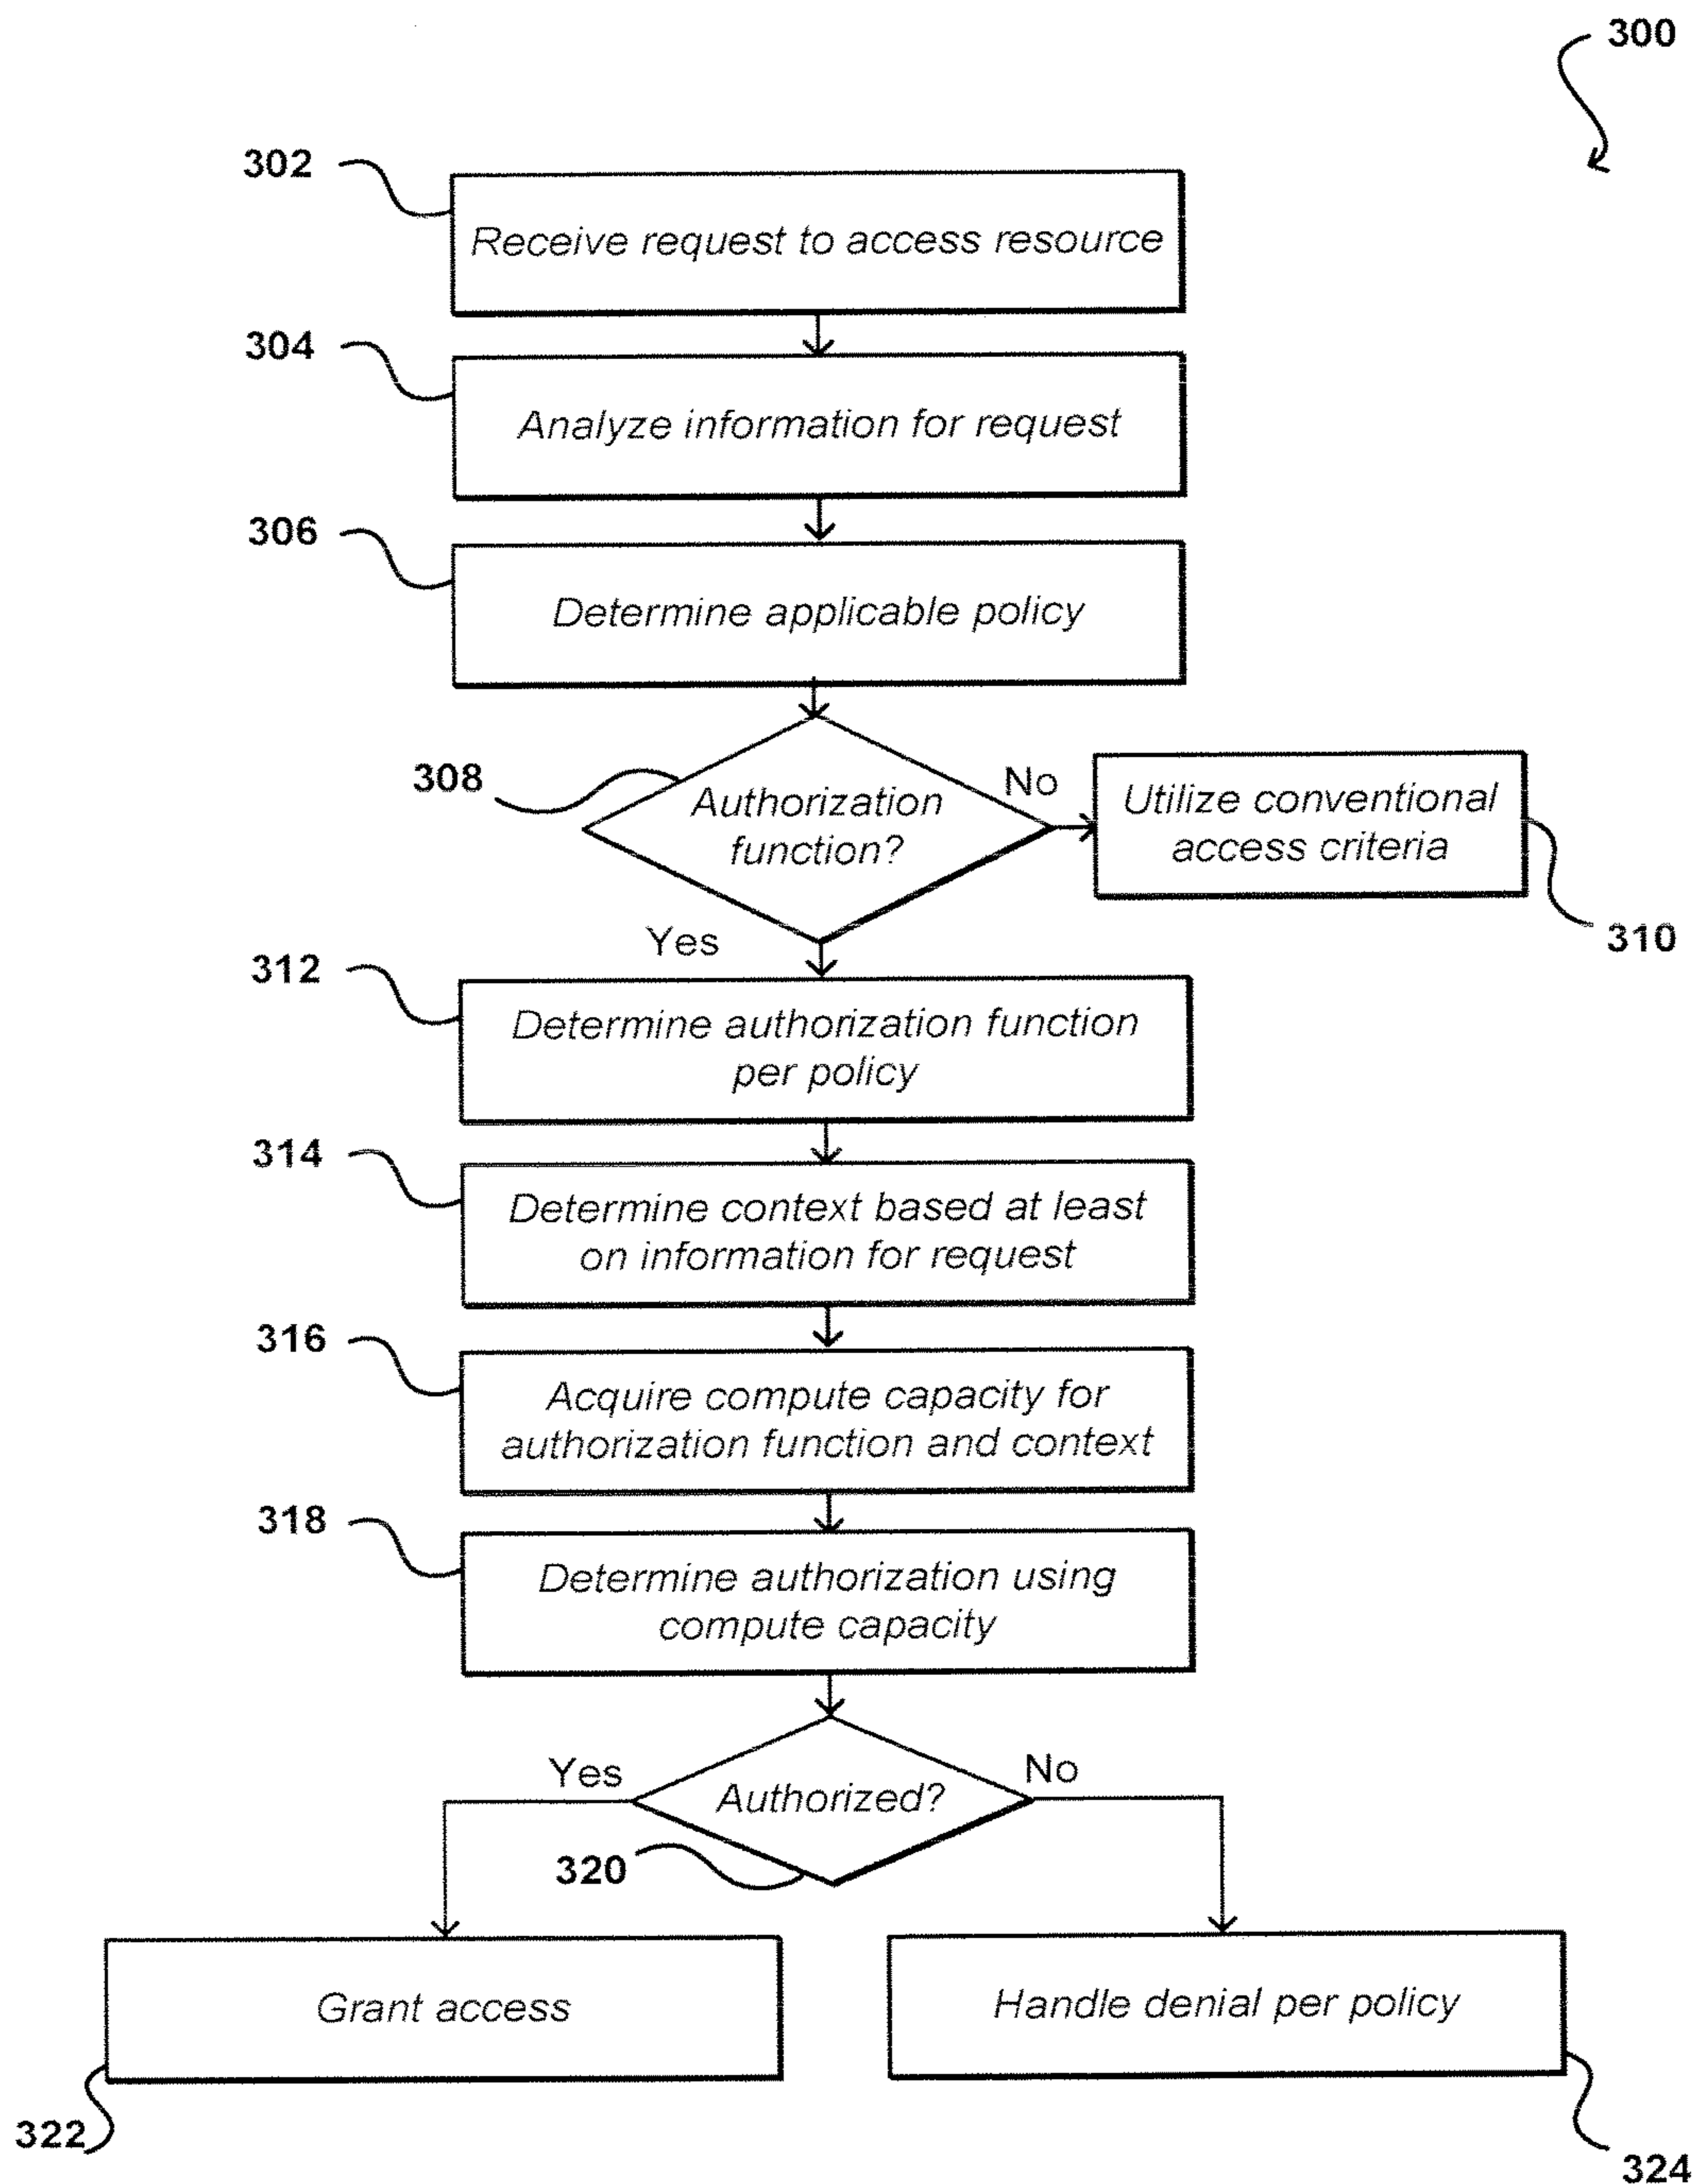 300
302
Receive request to access resource
304
Analyze information for request
306
Determine applicable policy
308
Authorization
function?
No
Utilize conventional
access criteria
310
Yes
312
Determine authorization function
per policy
314
Determine context based at least
on information for request
316
Acquire compute capacity for
authorization function and context
318
Determine authorization using
compute capacity
Yes
Authorized?
No
320
Grant access
Handle denial per policy
322
324